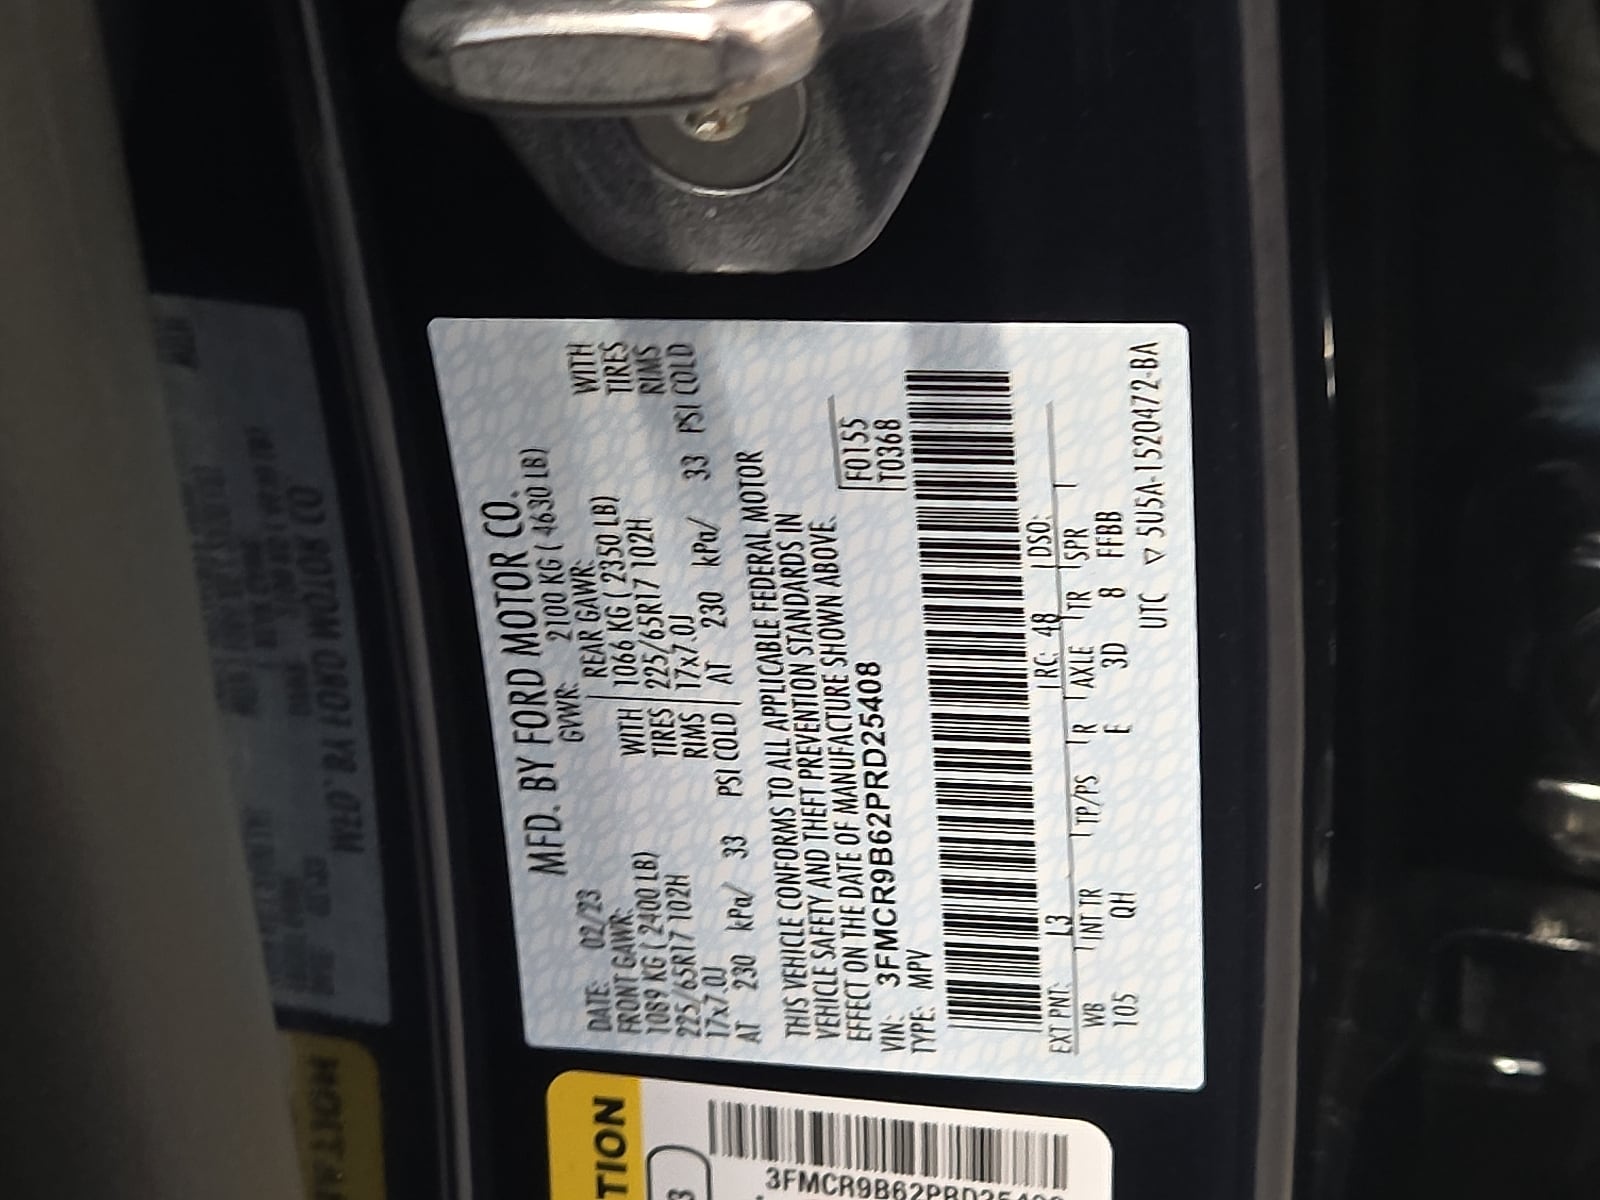 MFD. BY FORD MOTOR CO.
DATE: 02/23 GVWR: 2100 KG ( 4630 LB)
FRONT GAWR: REAR GAWR:
1089 KG ( 2400 LB) WITH 1066 KG ( 2350 LB) WITH
225/65R17 102H TIRES 225/65R17 102H TIRES
17x7.0J RIMS 17x7.0J RIMS
AT 230 kPa/ 33 PSI COLD AT 230 kPa/ 33 PSI COLD
THIS VEHICLE CONFORMS TO ALL APPLICABLE FEDERAL MOTOR
VEHICLE SAFETY AND THEFT PREVENTION STANDARDS IN
EFFECT ON THE DATE OF MANUFACTURE SHOWN ABOVE.
VIN: 3FMCR9B62PRD25408 F0155
TYPE: MPV T0368
EXT PNT: L3 RC: 48 DSO:
WB INT TR TP/PS R AXLE TR SPR
105 QH E 3D 8 FFBB
UTC ▽ 5U5A-1520472-BA
TION
3
3FMCR9B62PRD25408